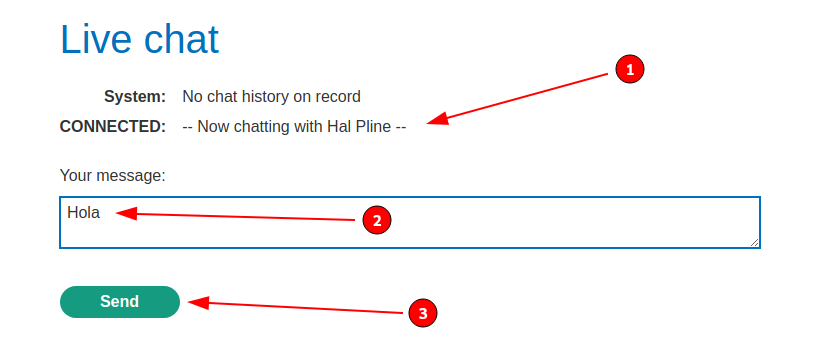 Live chat
1
System: No chat history on record
CONNECTED: -- Now chatting with Hal Pline --
Your message:
Hola
2
Send
3